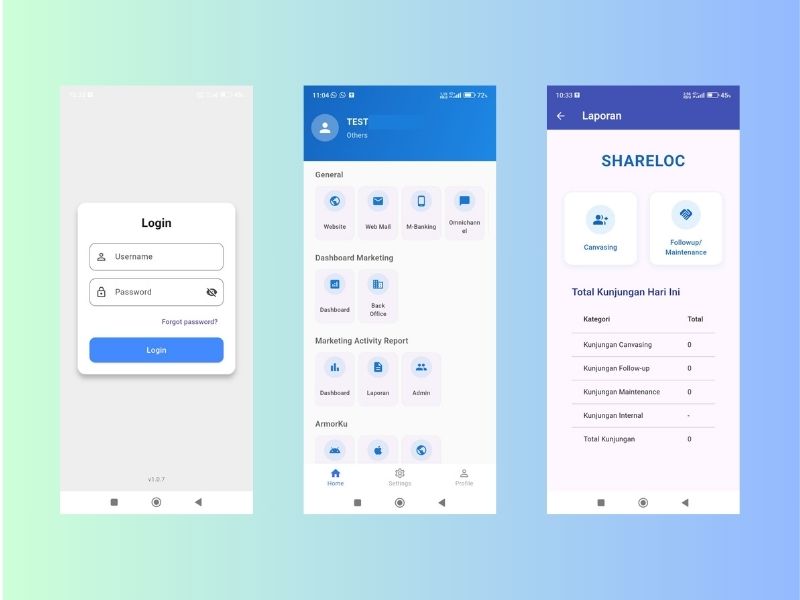 Login
Username
Password
Forgot password?
Login
v1.0.7
11:04
72%
TEST
Others
General
Website
Web Mail
M-Banking
Omnichann
el
Dashboard Marketing
Dashboard
Back
Office
Marketing Activity Report
Dashboard
Laporan
Admin
ArmorKu
Home
Settings
Profile
10:33
45%
Laporan
SHARELOC
Canvasing
Followup/
Maintenance
Total Kunjungan Hari Ini
Kategori Total
Kunjungan Canvasing 0
Kunjungan Follow-up 0
Kunjungan Maintenance 0
Kunjungan Internal -
Total Kunjungan 0